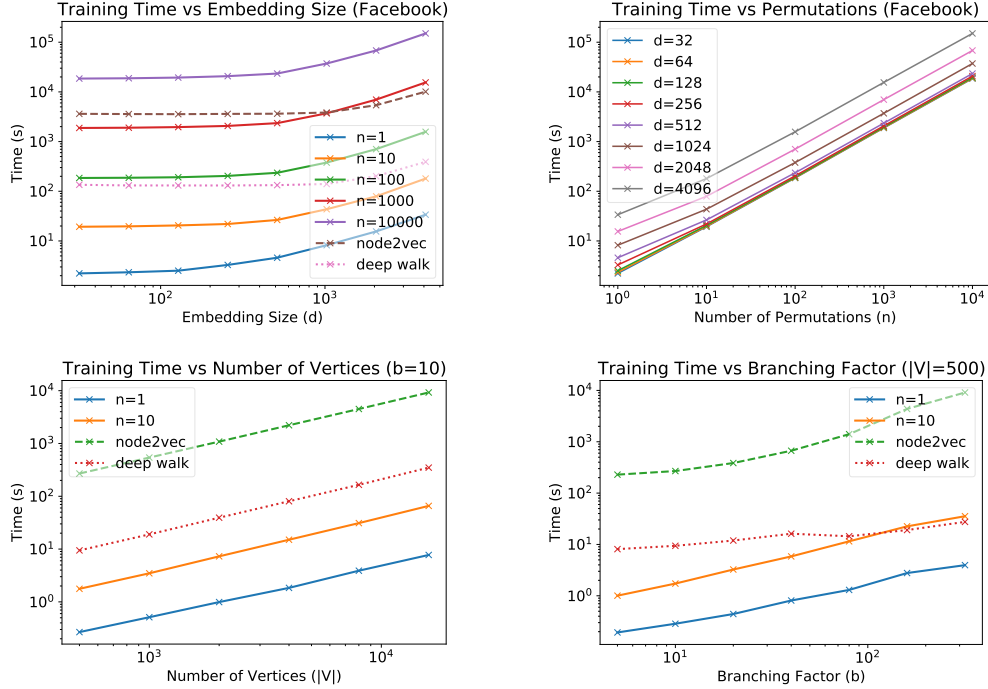 Training Time vs Embedding Size (Facebook)
Time (s)
10^5
10^4
10^3
10^2
10^1
n=1
n=10
n=100
n=1000
n=10000
node2vec
deep walk
10^2
10^3
Embedding Size (d)
Training Time vs Permutations (Facebook)
Time (s)
10^5
10^4
10^3
10^2
10^1
d=32
d=64
d=128
d=256
d=512
d=1024
d=2048
d=4096
10^0
10^1
10^2
10^3
10^4
Number of Permutations (n)
Training Time vs Number of Vertices (b=10)
Time (s)
10^4
10^3
10^2
10^1
10^0
n=1
n=10
node2vec
deep walk
10^3
10^4
Number of Vertices (|V|)
Training Time vs Branching Factor (|V|=500)
Time (s)
10^4
10^3
10^2
10^1
10^0
n=1
n=10
node2vec
deep walk
10^1
10^2
Branching Factor (b)